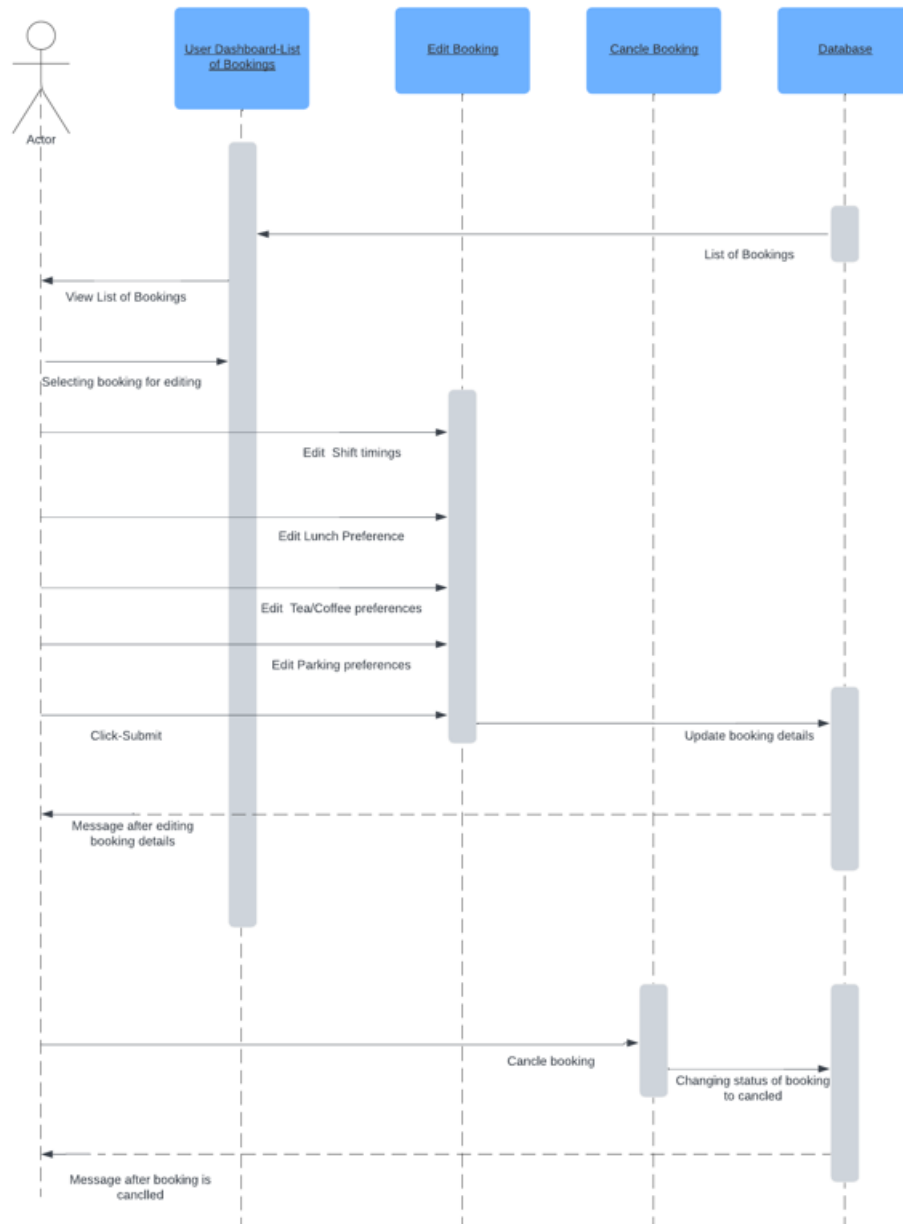 User Dashboard-List
of Bookings
Edit Booking
Cancle Booking
Database
Actor
List of Bookings
View List of Bookings
Selecting booking for editing
Edit  Shift timings
Edit Lunch Preference
Edit  Tea/Coffee preferences
Edit Parking preferences
Click-Submit
Update booking details
Message after editing
booking details
Cancle booking
Changing status of booking
to cancled
Message after booking is
canclled